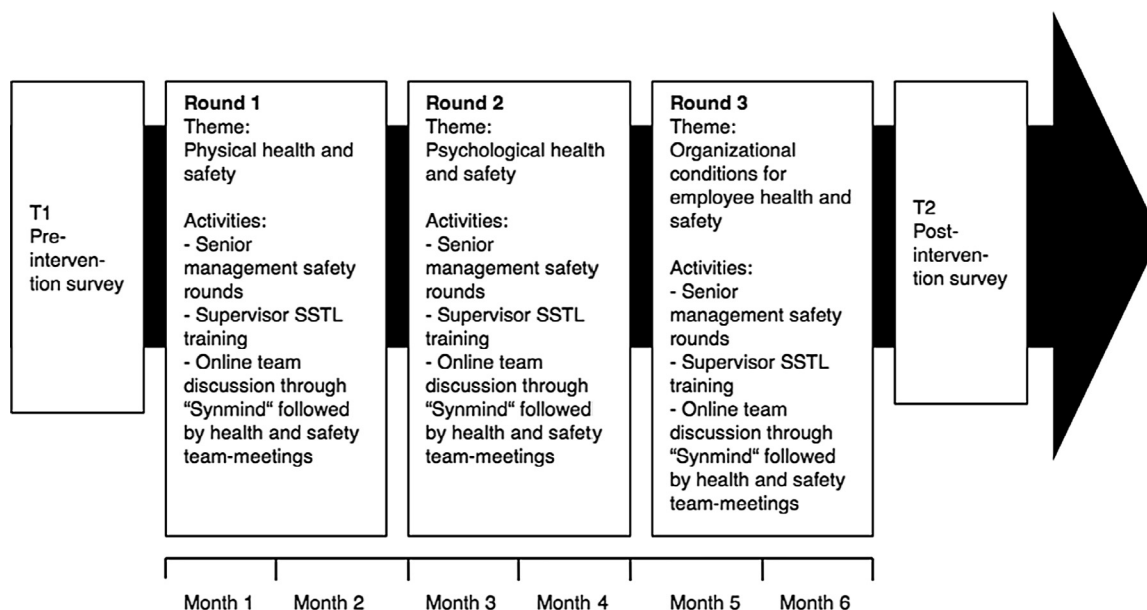 T1
Pre-
interven-
tion survey
Round 1
Theme:
Physical health and
safety
Activities:
- Senior
management safety
rounds
- Supervisor SSTL
training
- Online team
discussion through
“Synmind“ followed
by health and safety
team-meetings
Round 2
Theme:
Psychological health
and safety
Activities:
- Senior
management safety
rounds
- Supervisor SSTL
training
- Online team
discussion through
“Synmind“ followed
by health and safety
team-meetings
Round 3
Theme:
Organizational
conditions for
employee health and
safety
Activities:
- Senior
management safety
rounds
- Supervisor SSTL
training
- Online team
discussion through
“Synmind“ followed
by health and safety
team-meetings
T2
Post-
interven-
tion survey
Month 1 Month 2 Month 3 Month 4 Month 5 Month 6